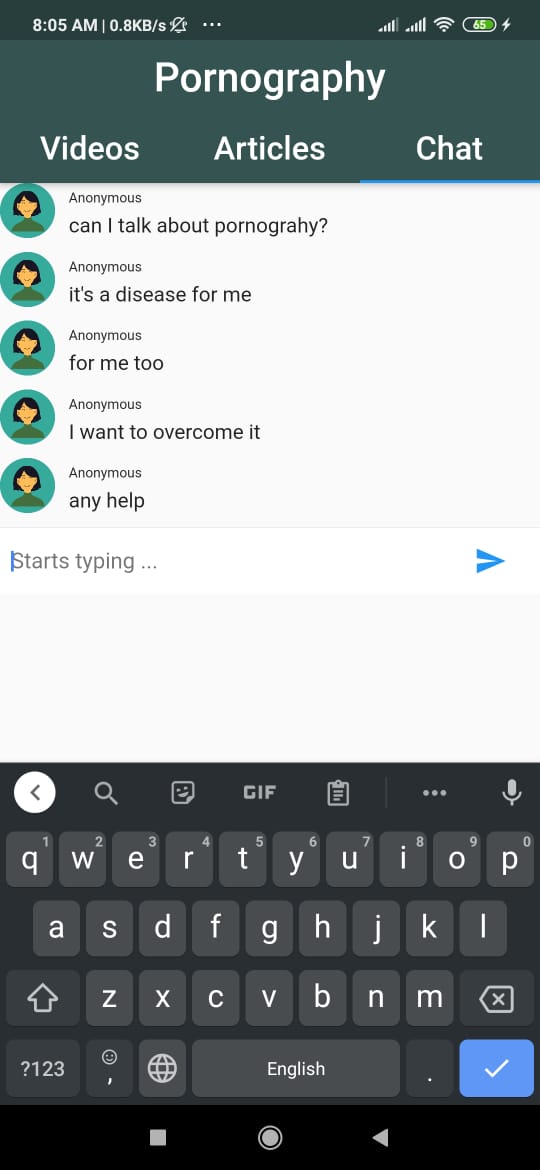 8:05 AM | 0.8KB/s ... 65
Pornography
Videos Articles Chat
Anonymous
can I talk about pornograhy?
Anonymous
it's a disease for me
Anonymous
for me too
Anonymous
I want to overcome it
Anonymous
any help
Starts typing ...
GIF
1 2 3 4 5 6 7 8 9 0
q w e r t y u i o p
a s d f g h j k l
z x c v b n m
?123 , English .